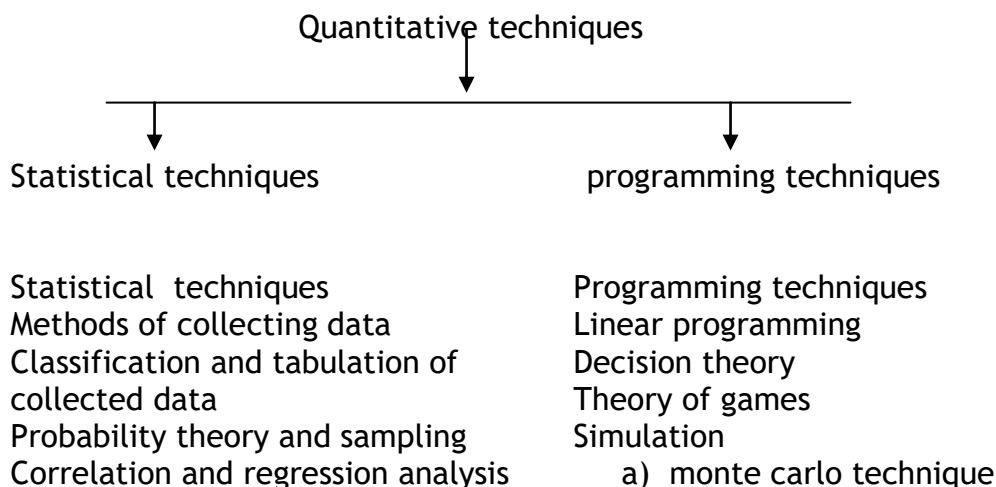 Quantitative techniques
Statistical techniques
programming techniques
Statistical techniques
Methods of collecting data
Classification and tabulation of
collected data
Probability theory and sampling
Correlation and regression analysis
Programming techniques
Linear programming
Decision theory
Theory of games
Simulation
a) monte carlo technique